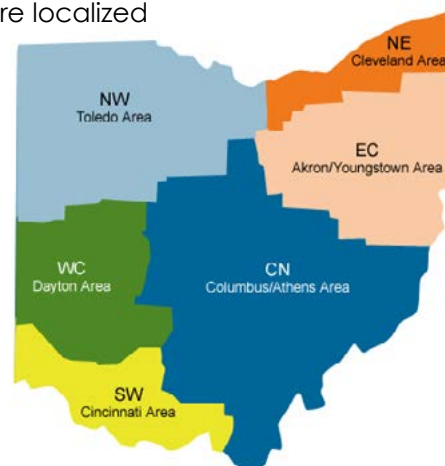 re localized
NE
Cleveland Area
NW
Toledo Area
EC
Akron/Youngstown Area
WC
Dayton Area
CN
Columbus/Athens Area
SW
Cincinnati Area